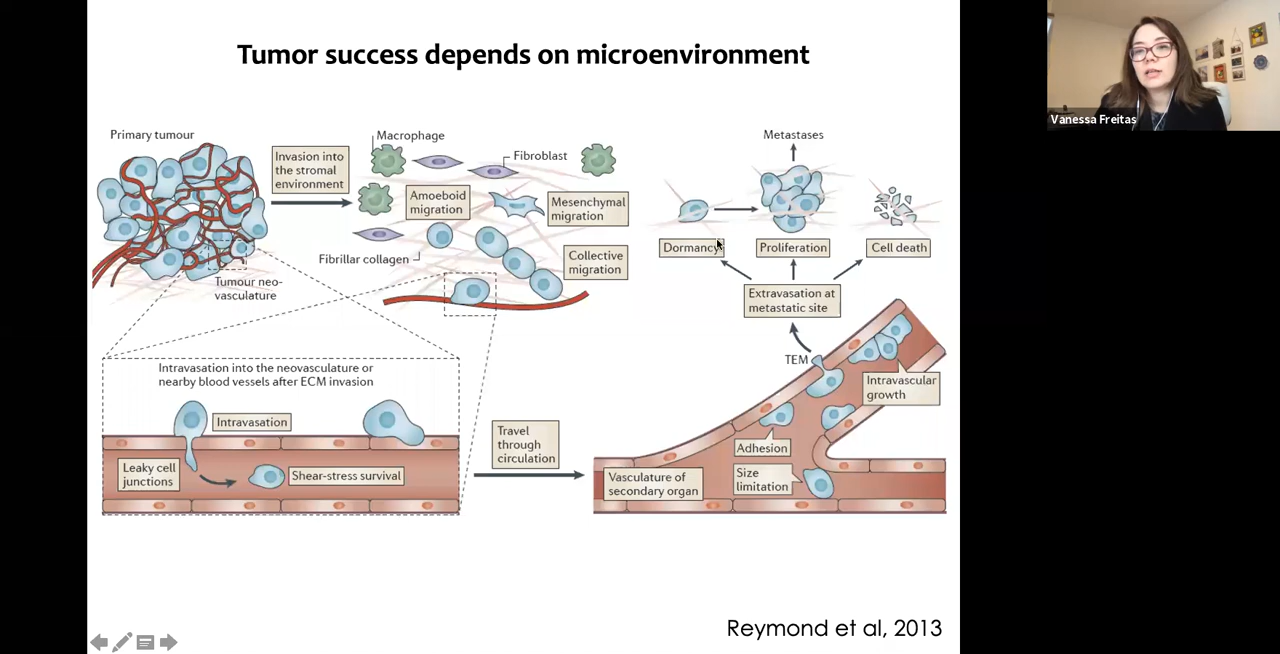 Tumor success depends on microenvironment
Vanessa Freitas
Primary tumour
Invasion into
the stromal
environment
Macrophage
Fibroblast
Amoeboid
migration
Mesenchymal
migration
Fibrillar collagen
Collective
migration
Tumour neo-
vasculature
Metastases
Dormancy
Proliferation
Cell death
Extravasation at
metastatic site
TEM
Intravascular
growth
Intravasation into the neovasculature or
nearby blood vessels after ECM invasion
Intravasation
Leaky cell
junctions
Shear-stress survival
Travel
through
circulation
Adhesion
Size
limitation
Vasculature of
secondary organ
Reymond et al, 2013